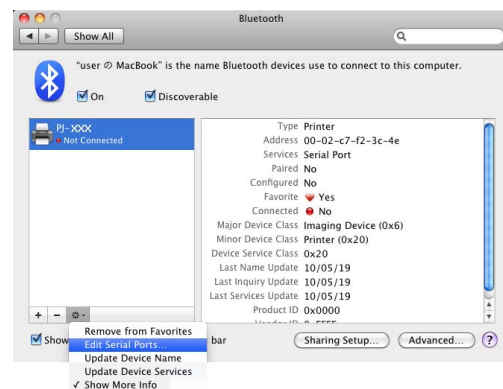 Bluetooth
Show All
"user の MacBook" is the name Bluetooth devices use to connect to this computer.
On
Discoverable
PJ-XXX
Not Connected
Type Printer
Address 00-02-c7-f2-3c-4e
Services Serial Port
Paired No
Configured No
Favorite Yes
Connected No
Major Device Class Imaging Device (0x6)
Minor Device Class Printer (0x20)
Device Service Class 0x20
Last Name Update 10/05/19
Last Inquiry Update 10/05/19
Last Services Update 10/05/19
Product ID 0x0000
Remove from Favorites
Show
Edit Serial Ports...
bar
Sharing Setup...
Advanced...
?
Update Device Name
Update Device Services
✓ Show More Info